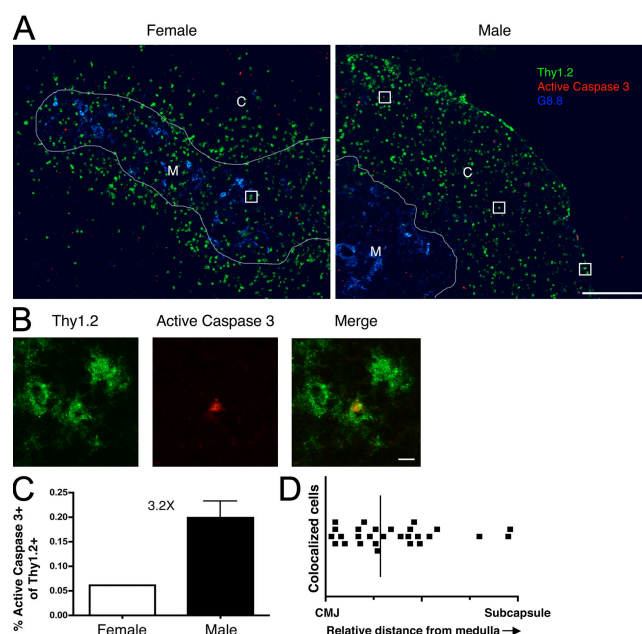 A
Female
Male
Thy1.2
Active Caspase 3
G8.8
C
M
C
M
B
Thy1.2
Active Caspase 3
Merge
C
% Active Caspase 3+
of Thy1.2+
0.25
0.20
0.15
0.10
0.05
0.00
3.2X
Female
Male
D
Colocalized cells
CMJ
Subcapsule
Relative distance from medulla